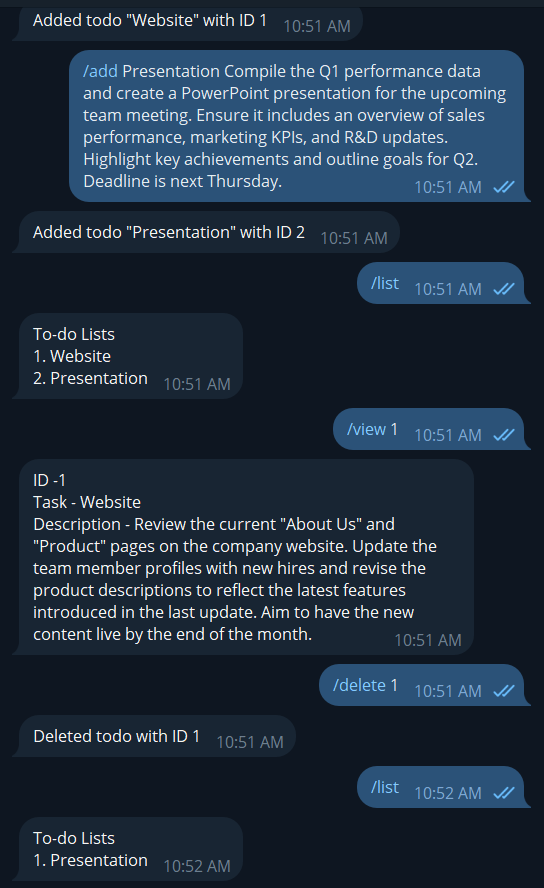 Added todo "Website" with ID 1 10:51 AM
/add Presentation Compile the Q1 performance data
and create a PowerPoint presentation for the upcoming
team meeting. Ensure it includes an overview of sales
performance, marketing KPIs, and R&D updates.
Highlight key achievements and outline goals for Q2.
Deadline is next Thursday. 10:51 AM
Added todo "Presentation" with ID 2 10:51 AM
/list 10:51 AM
To-do Lists
1. Website
2. Presentation 10:51 AM
/view 1 10:51 AM
ID -1
Task - Website
Description - Review the current "About Us" and
"Product" pages on the company website. Update the
team member profiles with new hires and revise the
product descriptions to reflect the latest features
introduced in the last update. Aim to have the new
content live by the end of the month. 10:51 AM
/delete 1 10:51 AM
Deleted todo with ID 1 10:51 AM
/list 10:52 AM
To-do Lists
1. Presentation 10:52 AM